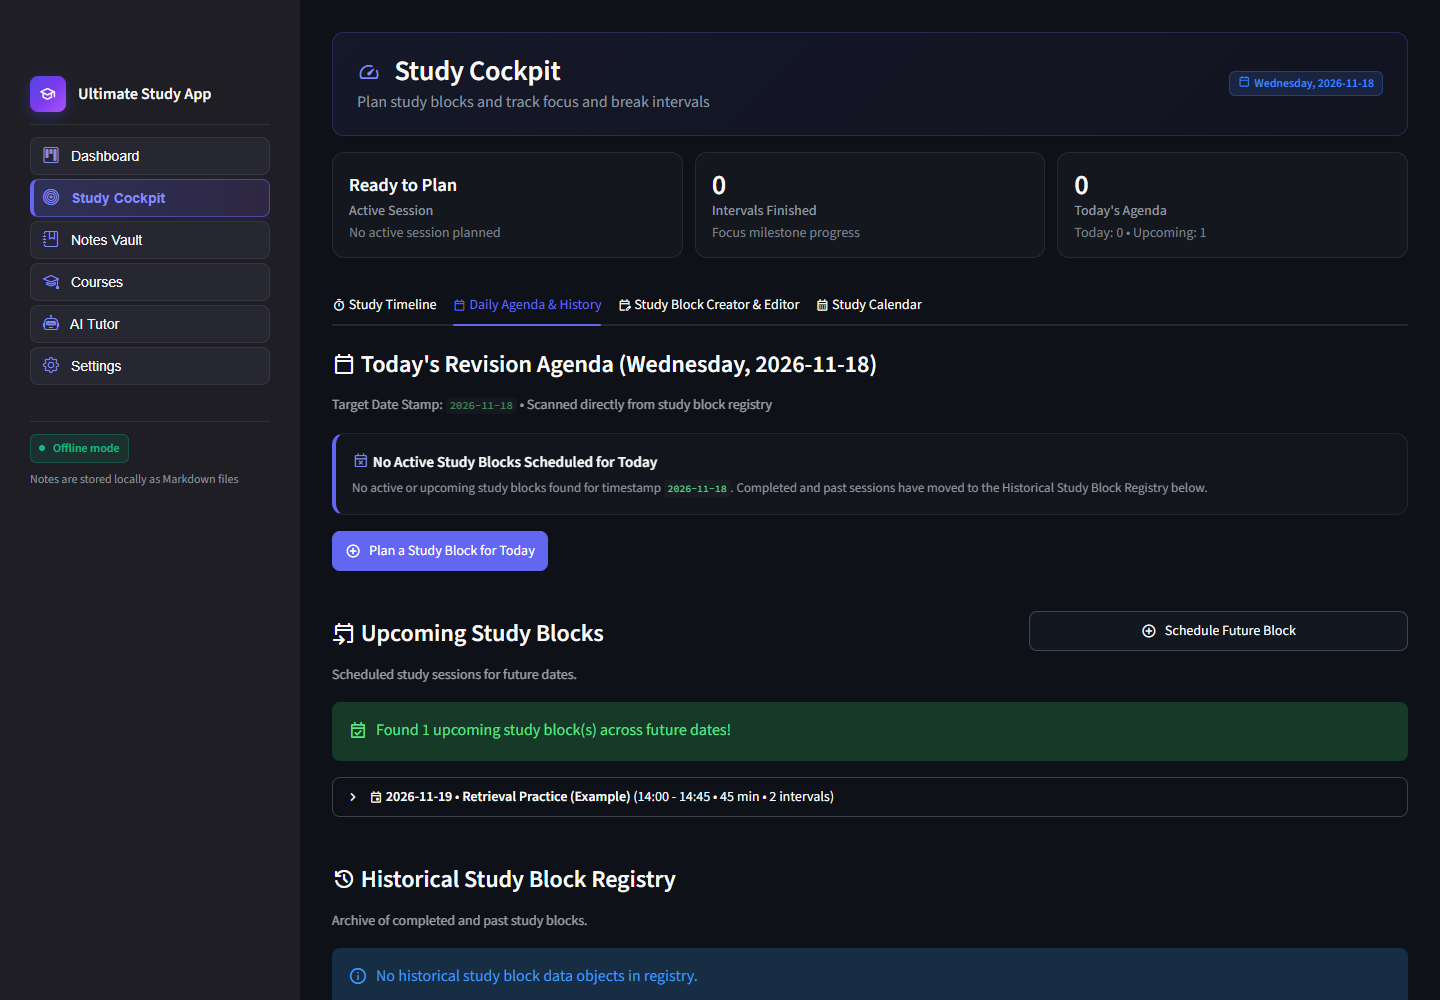 Ultimate Study App
Dashboard
Study Cockpit
Notes Vault
Courses
AI Tutor
Settings
Offline mode
Notes are stored locally as Markdown files
Study Cockpit
Plan study blocks and track focus and break intervals
Wednesday, 2026-11-18
Ready to Plan
Active Session
No active session planned
0
Intervals Finished
Focus milestone progress
0
Today's Agenda
Today: 0 • Upcoming: 1
Study Timeline
Daily Agenda & History
Study Block Creator & Editor
Study Calendar
Today's Revision Agenda (Wednesday, 2026-11-18)
Target Date Stamp: 2026-11-18 • Scanned directly from study block registry
No Active Study Blocks Scheduled for Today
No active or upcoming study blocks found for timestamp 2026-11-18. Completed and past sessions have moved to the Historical Study Block Registry below.
Plan a Study Block for Today
Upcoming Study Blocks
Schedule Future Block
Scheduled study sessions for future dates.
Found 1 upcoming study block(s) across future dates!
2026-11-19 • Retrieval Practice (Example) (14:00 - 14:45 • 45 min • 2 intervals)
Historical Study Block Registry
Archive of completed and past study blocks.
No historical study block data objects in registry.